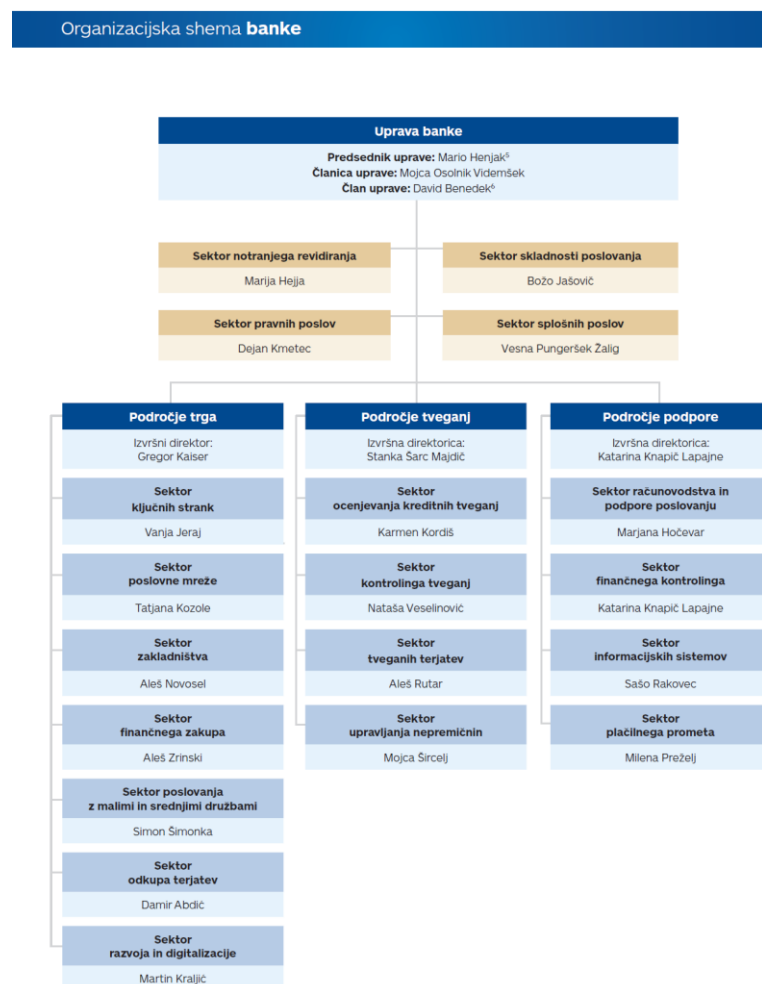 Organizacijska shema banke
Uprava banke
Predsednik uprave: Mario Henjak⁵
Članica uprave: Mojca Osolnik Videmšek
Član uprave: David Benedek⁶
Sektor notranjega revidiranja
Marija Hejja
Sektor skladnosti poslovanja
Božo Jašovič
Sektor pravnih poslov
Dejan Kmetec
Sektor splošnih poslov
Vesna Pungeršek Žalig
Področje trga
Izvršni direktor:
Gregor Kaiser
Sektor
ključnih strank
Vanja Jeraj
Sektor
poslovne mreže
Tatjana Kozole
Sektor
zakladništva
Aleš Novosel
Sektor
finančnega zakupa
Aleš Zrinski
Sektor poslovanja
z malimi in srednjimi družbami
Simon Šimonka
Sektor
odkupa terjatev
Damir Abdić
Sektor
razvoja in digitalizacije
Martin Kraljić
Področje tveganj
Izvršna direktorica:
Stanka Šarc Majdič
Sektor
ocenjevanja kreditnih tveganj
Karmen Kordiš
Sektor
kontrolinga tveganj
Nataša Veselinović
Sektor
tveganih terjatev
Aleš Rutar
Sektor
upravljanja nepremičnin
Mojca Šircelj
Področje podpore
Izvršna direktorica:
Katarina Knapič Lapajne
Sektor računovodstva in
podpore poslovanju
Marjana Hočevar
Sektor
finančnega kontrolinga
Katarina Knapič Lapajne
Sektor
informacijskih sistemov
Sašo Rakovec
Sektor
plačilnega prometa
Milena Preželj